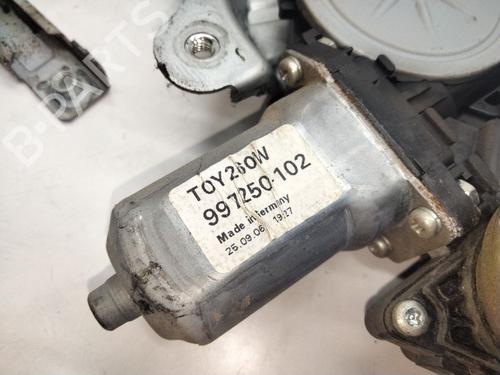 B-PARTS
TOY260W
997250-102
Made in Germany
25.09.06 19:27